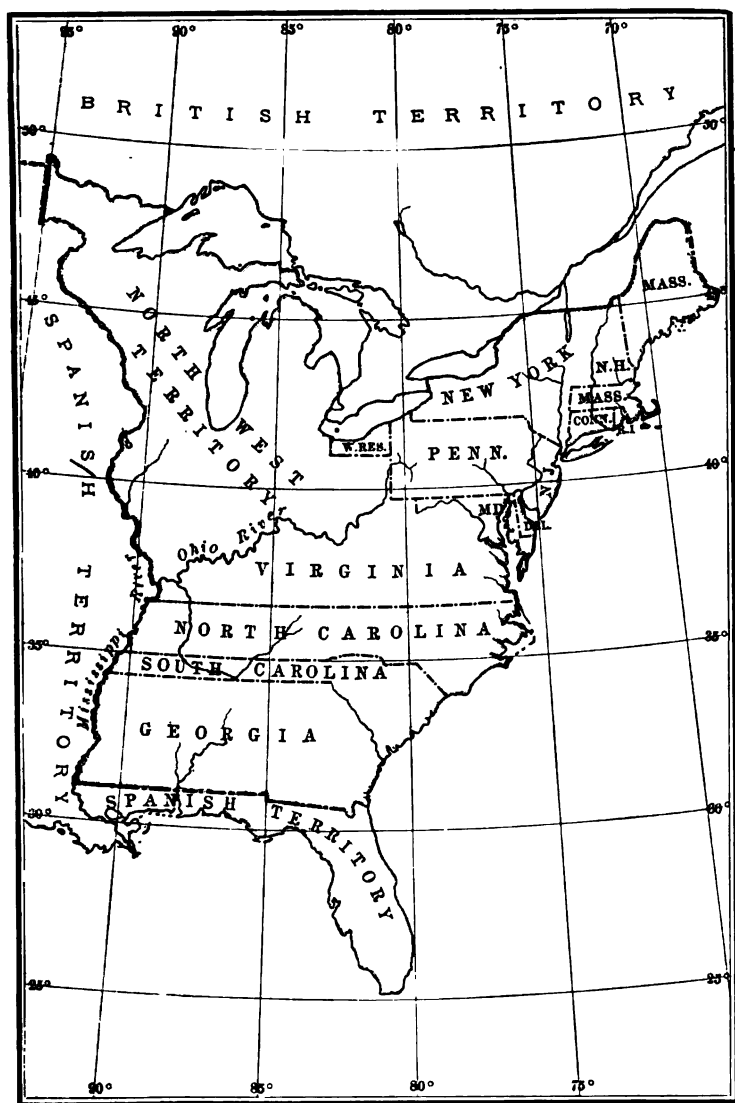 95° 90° 85° 80° 75°
BRITISH TERRITORY
50° 50°
MASS.
45°
NORTH WEST
TERRITORY
SPANISH TERRITORY
NEW YORK
N.H.
MASS.
CONN. R.I.
W.RES.
PENN.
N.J.
40° 40°
MD.
DEL.
Ohio River
VIRGINIA
Mississippi River
NORTH CAROLINA
35° 35°
SOUTH CAROLINA
GEORGIA
SPANISH TERRITORY
30° 30°
25° 25°
90° 85° 80° 75°